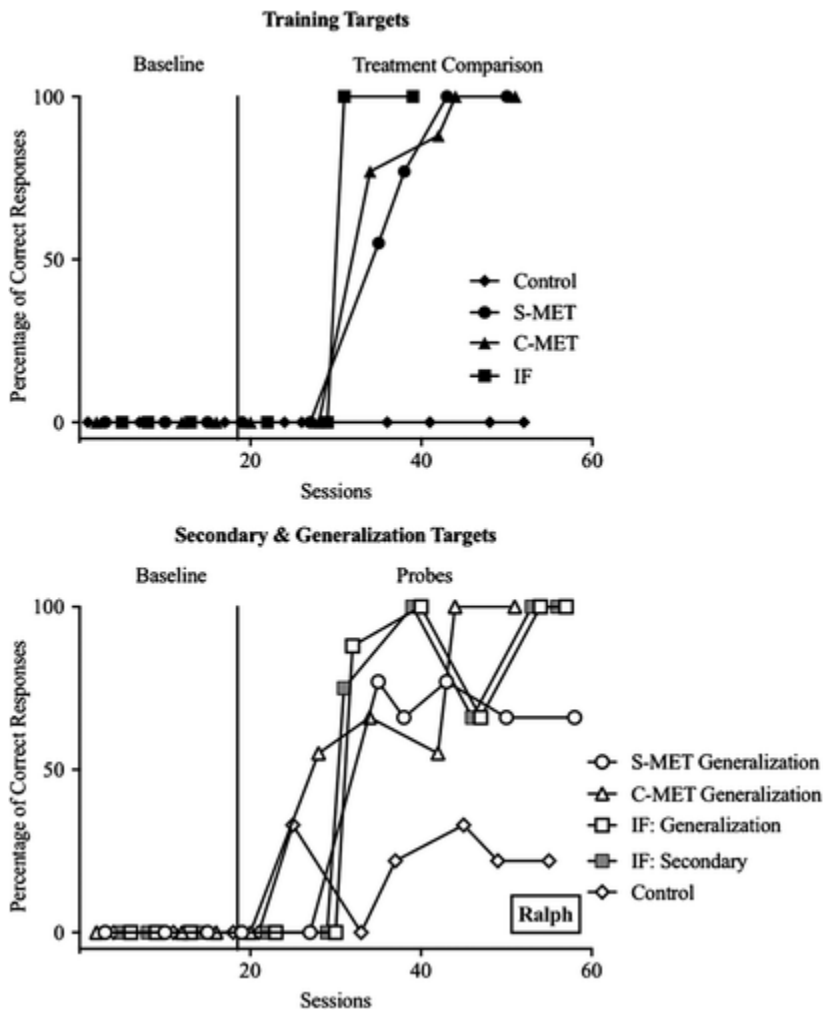 Training Targets
Baseline
Treatment Comparison
Percentage of Correct Responses
100
50
0
Control
S-MET
C-MET
IF
20
40
60
Sessions
Secondary & Generalization Targets
Baseline
Probes
Percentage of Correct Responses
100
50
0
S-MET Generalization
C-MET Generalization
IF: Generalization
IF: Secondary
Control
Ralph
20
40
60
Sessions